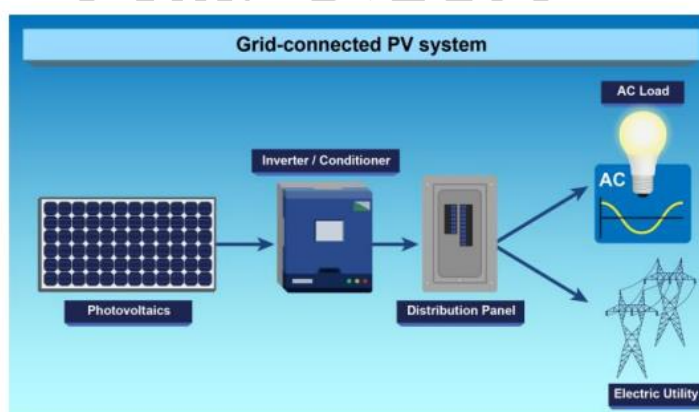 Grid-connected PV system
AC Load
Inverter / Conditioner
AC
Photovoltaics
Distribution Panel
Electric Utility